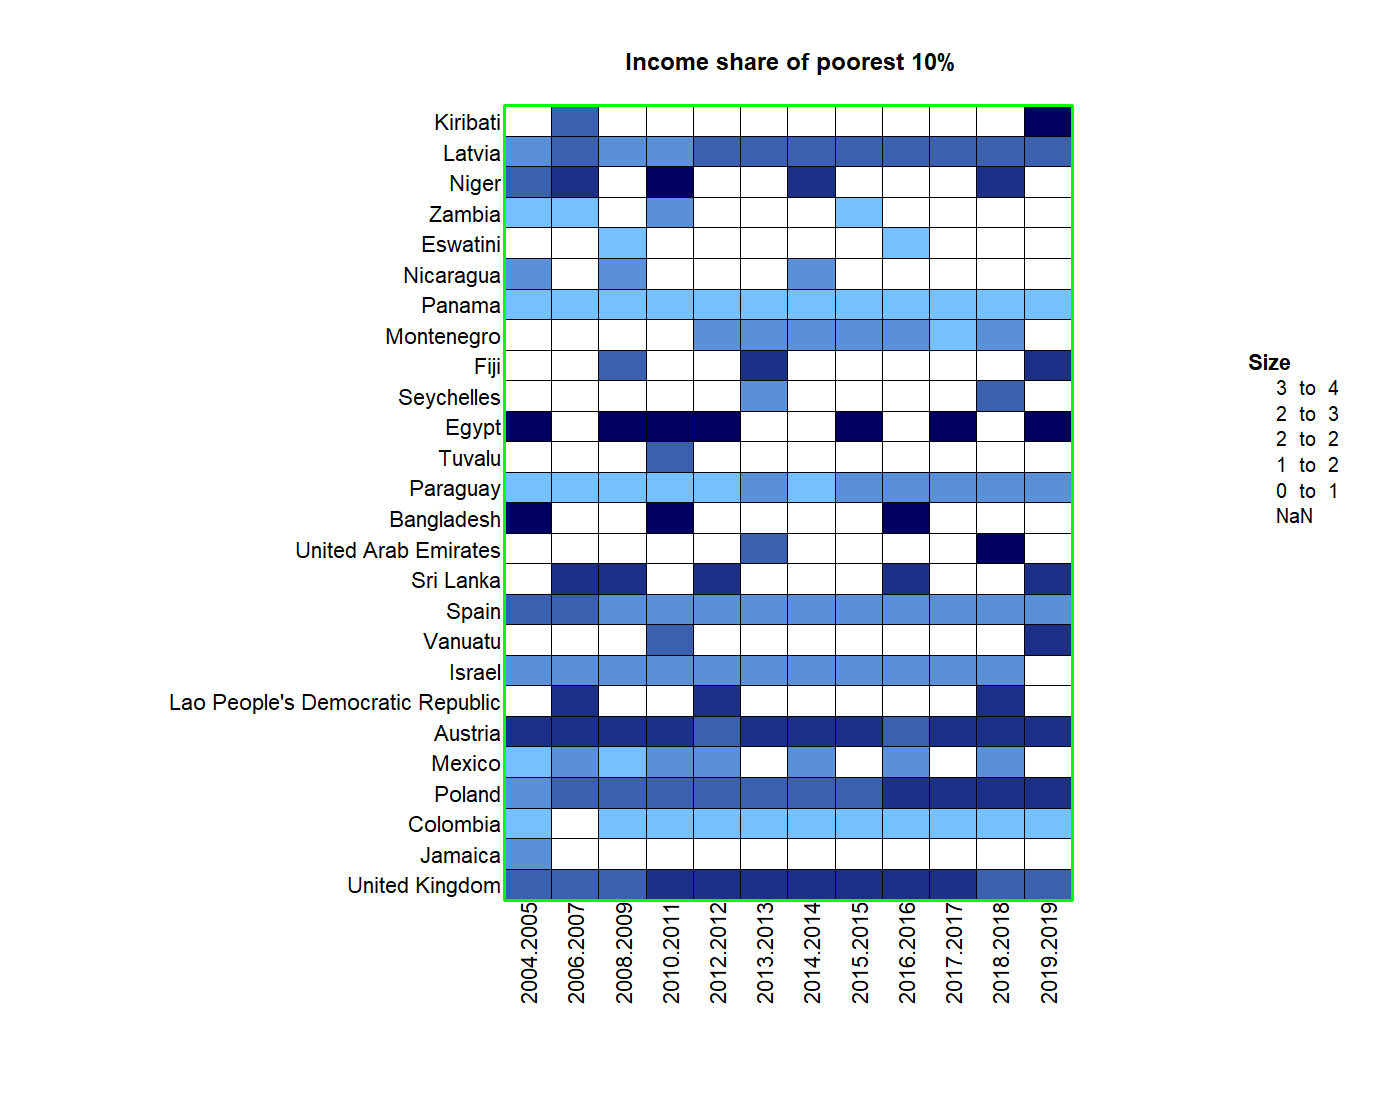 Income share of poorest 10%
Kiribati
Latvia
Niger
Zambia
Eswatini
Nicaragua
Panama
Montenegro
Fiji
Seychelles
Egypt
Tuvalu
Paraguay
Bangladesh
United Arab Emirates
Sri Lanka
Spain
Vanuatu
Israel
Lao People's Democratic Republic
Austria
Mexico
Poland
Colombia
Jamaica
United Kingdom
2004.2005
2006.2007
2008.2009
2010.2011
2012.2012
2013.2013
2014.2014
2015.2015
2016.2016
2017.2017
2018.2018
2019.2019
Size
3 to 4
2 to 3
2 to 2
1 to 2
0 to 1
NaN